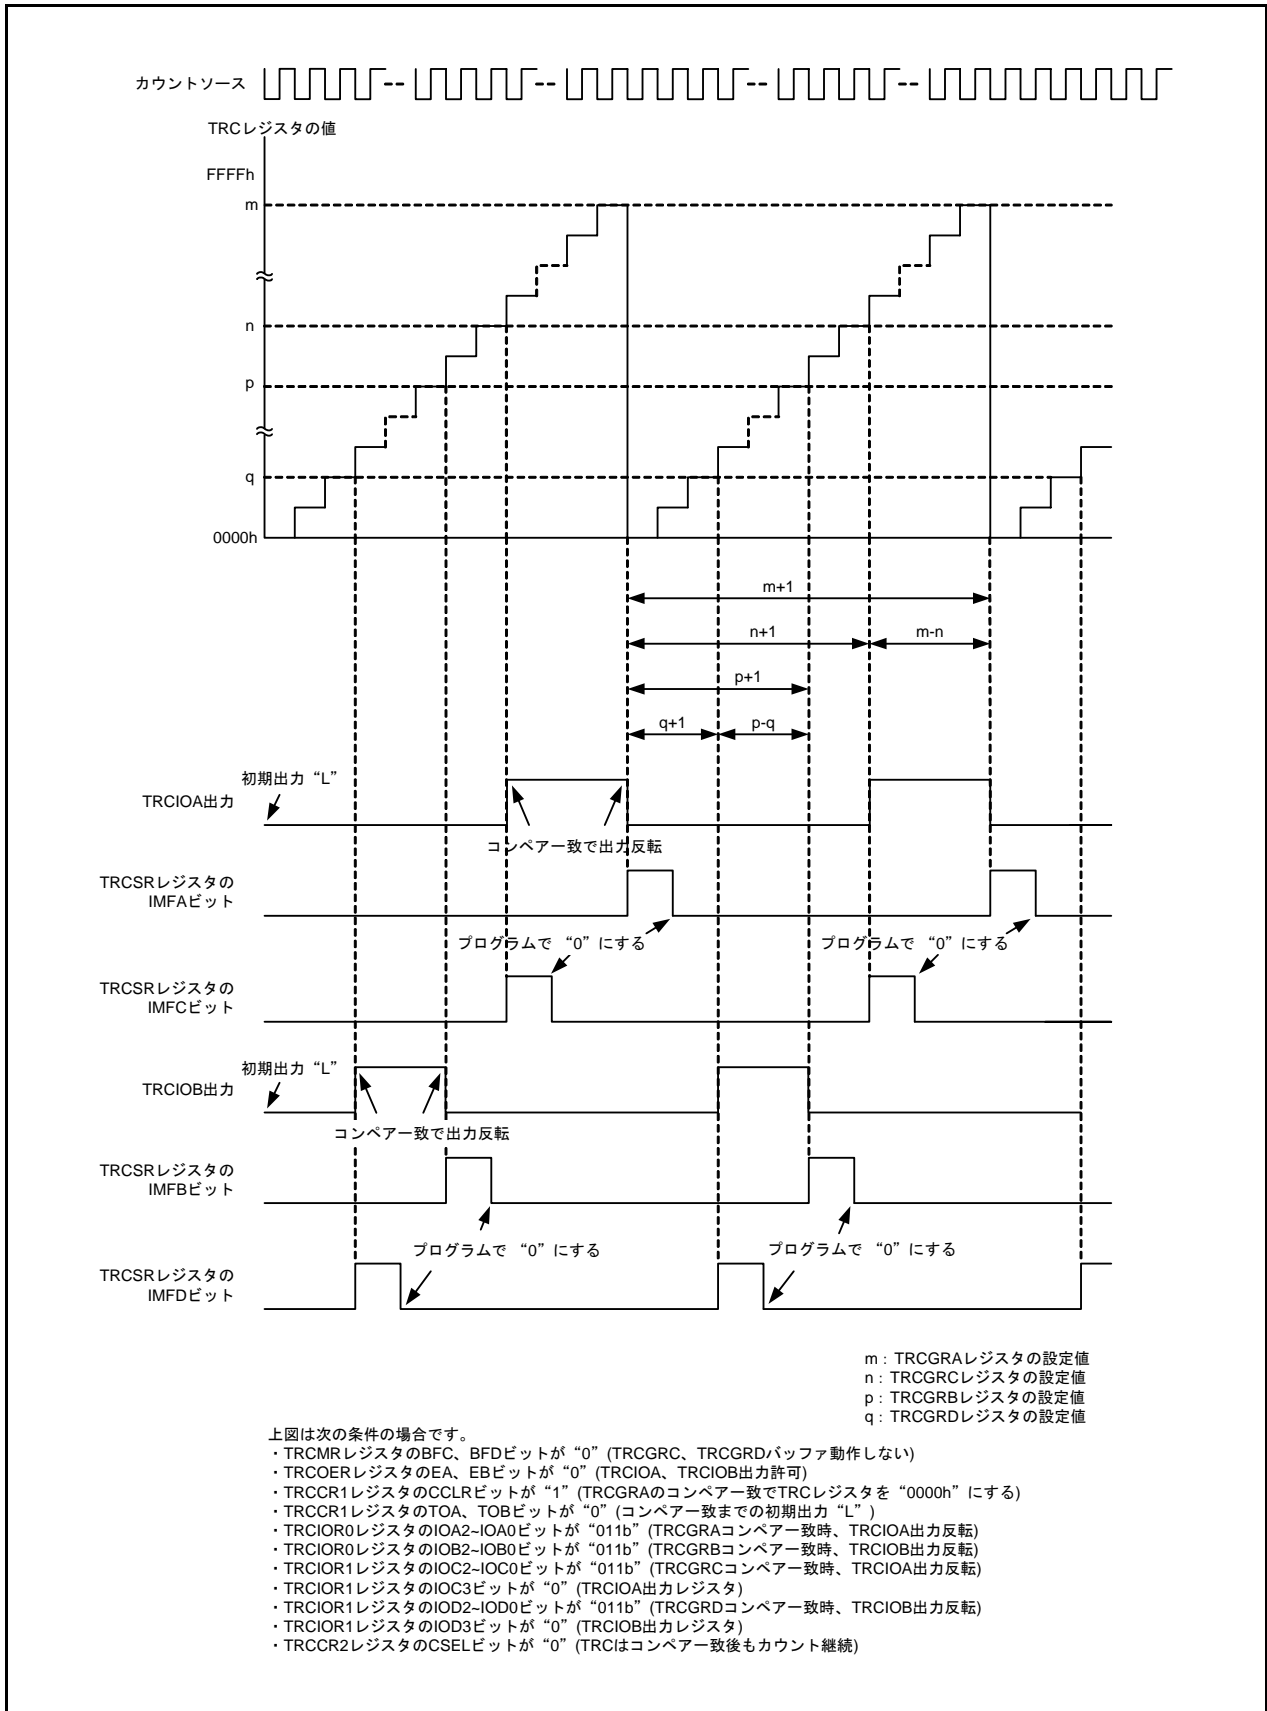 カウントソース
TRCレジスタの値
FFFFh
m
n
p
q
0000h
m+1
n+1
m-n
p+1
q+1
p-q
初期出力“L”
TRCIOA出力
コンペア一致で出力反転
TRCSRレジスタの
IMFAビット
プログラムで “0”にする
プログラムで “0”にする
TRCSRレジスタの
IMFCビット
初期出力“L”
TRCIOB出力
コンペア一致で出力反転
TRCSRレジスタの
IMFBビット
プログラムで “0”にする
プログラムで “0”にする
TRCSRレジスタの
IMFDビット
m : TRCGRAレジスタの設定値
n : TRCGRCレジスタの設定値
p : TRCGRBレジスタの設定値
q : TRCGRDレジスタの設定値
上図は次の条件の場合です。
・TRCMRレジスタのBFC、BFDビットが“0”(TRCGRC、TRCGRDバッファ動作しない)
・TRCOERレジスタのEA、EBビットが“0”(TRCIOA、TRCIOB出力許可)
・TRCCR1レジスタのCCLRビットが“1”(TRCGRAのコンペア一致でTRCレジスタを“0000h”にする)
・TRCCR1レジスタのTOA、TOBビットが“0”(コンペア一致までの初期出力“L”)
・TRCIOR0レジスタのIOA2~IOA0ビットが“011b”(TRCGRAコンペア一致時、TRCIOA出力反転)
・TRCIOR0レジスタのIOB2~IOB0ビットが“011b”(TRCGRBコンペア一致時、TRCIOB出力反転)
・TRCIOR1レジスタのIOC2~IOC0ビットが“011b”(TRCGRCコンペア一致時、TRCIOA出力反転)
・TRCIOR1レジスタのIOC3ビットが“0”(TRCIOA出力レジスタ)
・TRCIOR1レジスタのIOD2~IOD0ビットが“011b”(TRCGRDコンペア一致時、TRCIOB出力反転)
・TRCIOR1レジスタのIOD3ビットが“0”(TRCIOB出力レジスタ)
・TRCCR2レジスタのCSELビットが“0”(TRCはコンペア一致後もカウント継続)